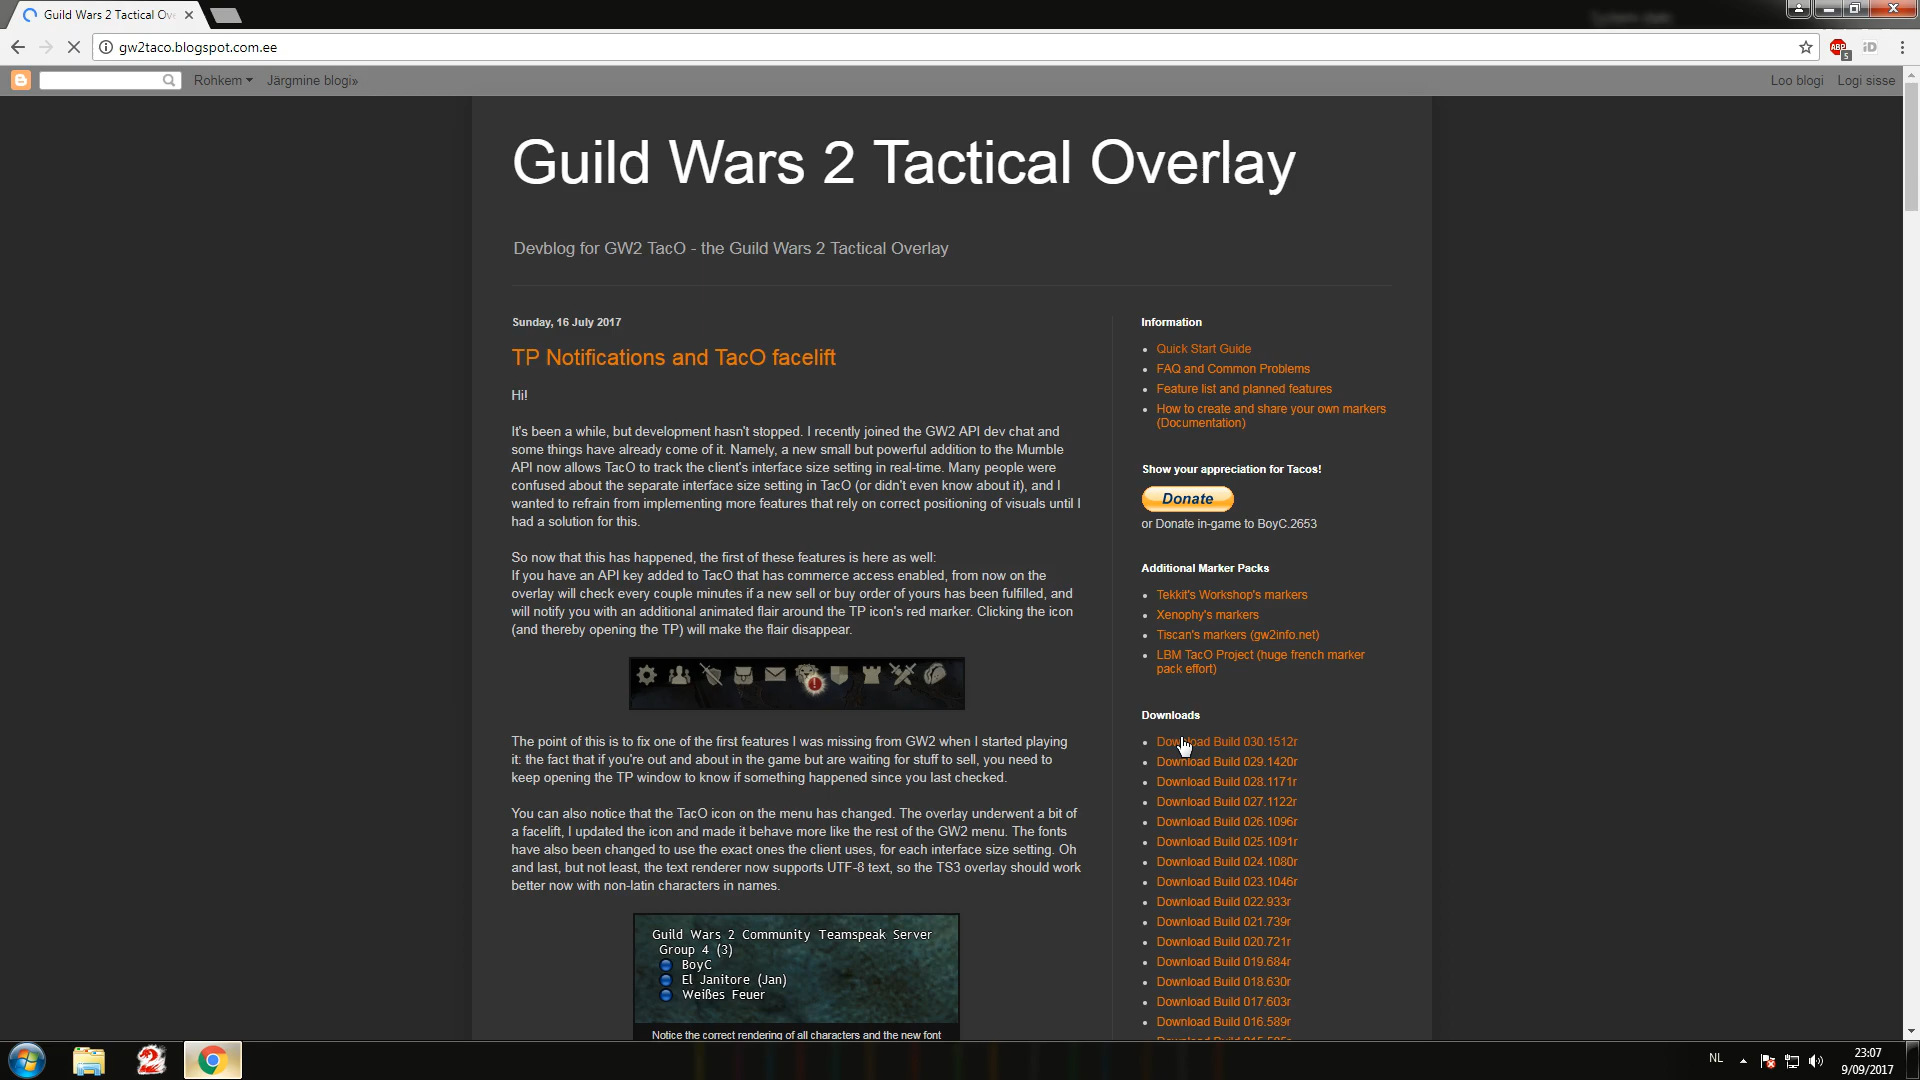 Guild Wars 2 Tactical Ov
gw2taco.blogspot.com.ee
ABP
5
iD
Rohkem
Järgmine blogi»
Loo blogi
Logi sisse
Guild Wars 2 Tactical Overlay
Devblog for GW2 TacO - the Guild Wars 2 Tactical Overlay
Sunday, 16 July 2017
TP Notifications and TacO facelift
Hi!
It's been a while, but development hasn't stopped. I recently joined the GW2 API dev chat and
some things have already come of it. Namely, a new small but powerful addition to the Mumble
API now allows TacO to track the client's interface size setting in real-time. Many people were
confused about the separate interface size setting in TacO (or didn't even know about it), and I
wanted to refrain from implementing more features that rely on correct positioning of visuals until I
had a solution for this.
So now that this has happened, the first of these features is here as well:
If you have an API key added to TacO that has commerce access enabled, from now on the
overlay will check every couple minutes if a new sell or buy order of yours has been fulfilled, and
will notify you with an additional animated flair around the TP icon's red marker. Clicking the icon
(and thereby opening the TP) will make the flair disappear.
The point of this is to fix one of the first features I was missing from GW2 when I started playing
it: the fact that if you're out and about in the game but are waiting for stuff to sell, you need to
keep opening the TP window to know if something happened since you last checked.
You can also notice that the TacO icon on the menu has changed. The overlay underwent a bit of
a facelift, I updated the icon and made it behave more like the rest of the GW2 menu. The fonts
have also been changed to use the exact ones the client uses, for each interface size setting. Oh
and last, but not least, the text renderer now supports UTF-8 text, so the TS3 overlay should work
better now with non-latin characters in names.
Guild Wars 2 Community Teamspeak Server
Group 4 (3)
BoyC
El Janitore (Jan)
Weißes Feuer
Notice the correct rendering of all characters and the new font
Information
Quick Start Guide
FAQ and Common Problems
Feature list and planned features
How to create and share your own markers
(Documentation)
Show your appreciation for Tacos!
Donate
or Donate in-game to BoyC.2653
Additional Marker Packs
Tekkit's Workshop's markers
Xenophy's markers
Tiscan's markers (gw2info.net)
LBM TacO Project (huge french marker
pack effort)
Downloads
Download Build 030.1512r
Download Build 029.1420r
Download Build 028.1171r
Download Build 027.1122r
Download Build 026.1096r
Download Build 025.1091r
Download Build 024.1080r
Download Build 023.1046r
Download Build 022.933r
Download Build 021.739r
Download Build 020.721r
Download Build 019.684r
Download Build 018.630r
Download Build 017.603r
Download Build 016.589r
NL
23:07
9/09/2017